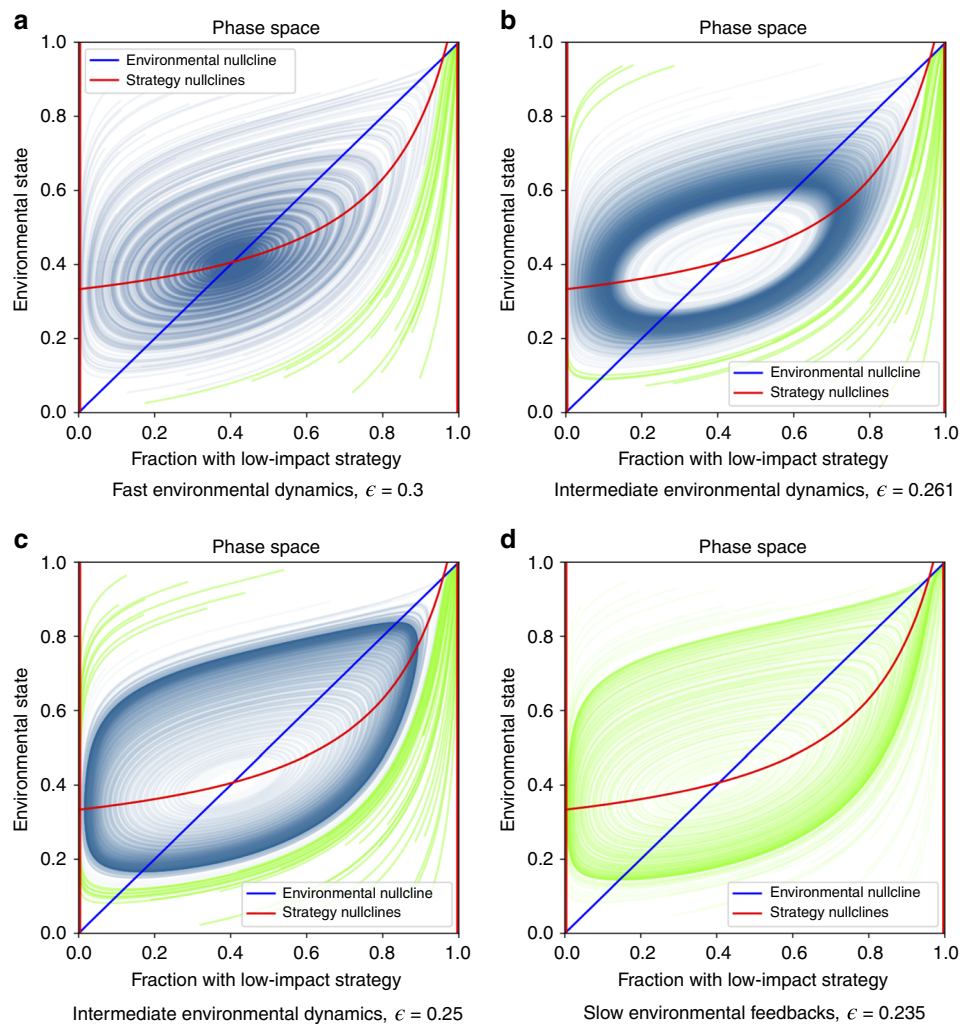 a
Phase space
Environmental nullcline
Strategy nullclines
1.0
0.8
0.6
0.4
0.2
0.0
Environmental state
0.0 0.2 0.4 0.6 0.8 1.0
Fraction with low-impact strategy
Fast environmental dynamics, ϵ = 0.3
b
Phase space
1.0
0.8
0.6
0.4
0.2
0.0
Environmental state
Environmental nullcline
Strategy nullclines
0.0 0.2 0.4 0.6 0.8 1.0
Fraction with low-impact strategy
Intermediate environmental dynamics, ϵ = 0.261
c
Phase space
1.0
0.8
0.6
0.4
0.2
0.0
Environmental state
Environmental nullcline
Strategy nullclines
0.0 0.2 0.4 0.6 0.8 1.0
Fraction with low-impact strategy
Intermediate environmental dynamics, ϵ = 0.25
d
Phase space
1.0
0.8
0.6
0.4
0.2
0.0
Environmental state
Environmental nullcline
Strategy nullclines
0.0 0.2 0.4 0.6 0.8 1.0
Fraction with low-impact strategy
Slow environmental feedbacks, ϵ = 0.235